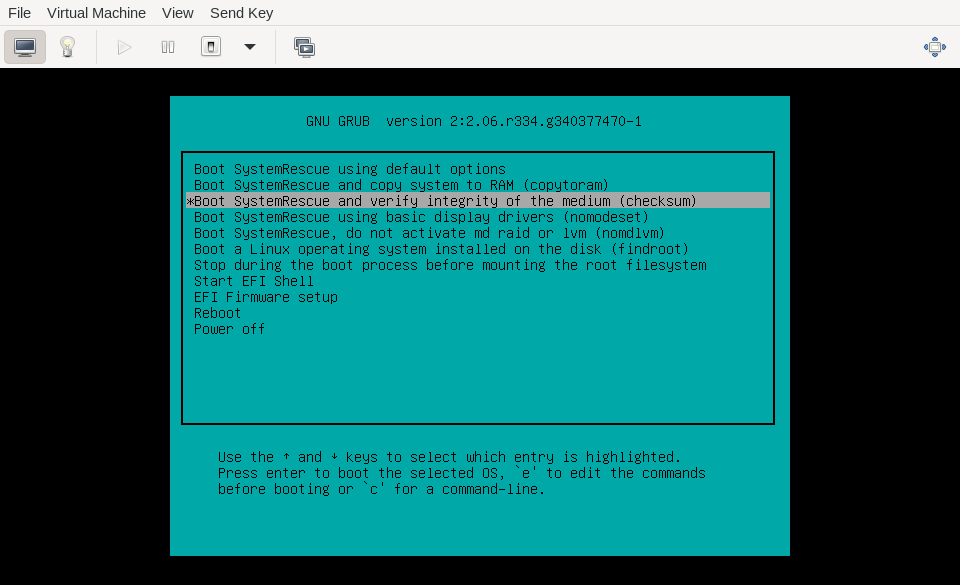 File Virtual Machine View Send Key
GNU GRUB version 2:2.06.r334.g340377470-1
Boot SystemRescue using default options
Boot SystemRescue and copy system to RAM (copytoram)
*Boot SystemRescue and verify integrity of the medium (checksum)
Boot SystemRescue using basic display drivers (nomodeset)
Boot SystemRescue, do not activate md raid or lvm (nomdlvm)
Boot a Linux operating system installed on the disk (findroot)
Stop during the boot process before mounting the root filesystem
Start EFI Shell
EFI Firmware setup
Reboot
Power off
Use the ↑ and ↓ keys to select which entry is highlighted.
Press enter to boot the selected OS, `e' to edit the commands
before booting or `c' for a command-line.